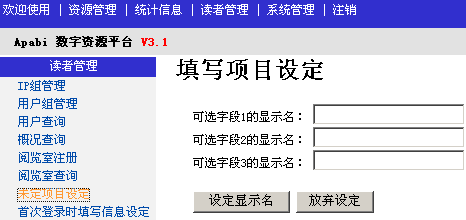 欢迎使用 | 资源管理 | 统计信息 | 读者管理 | 系统管理 | 注销
Apabi 数字资源平台 V3.1
读者管理
IP组管理
用户组管理
用户查询
概况查询
阅览室注册
阅览室查询
未定项目设定
首次登录时填写信息设定
填写项目设定
可选字段1的显示名：
可选字段2的显示名：
可选字段3的显示名：
设定显示名 放弃设定